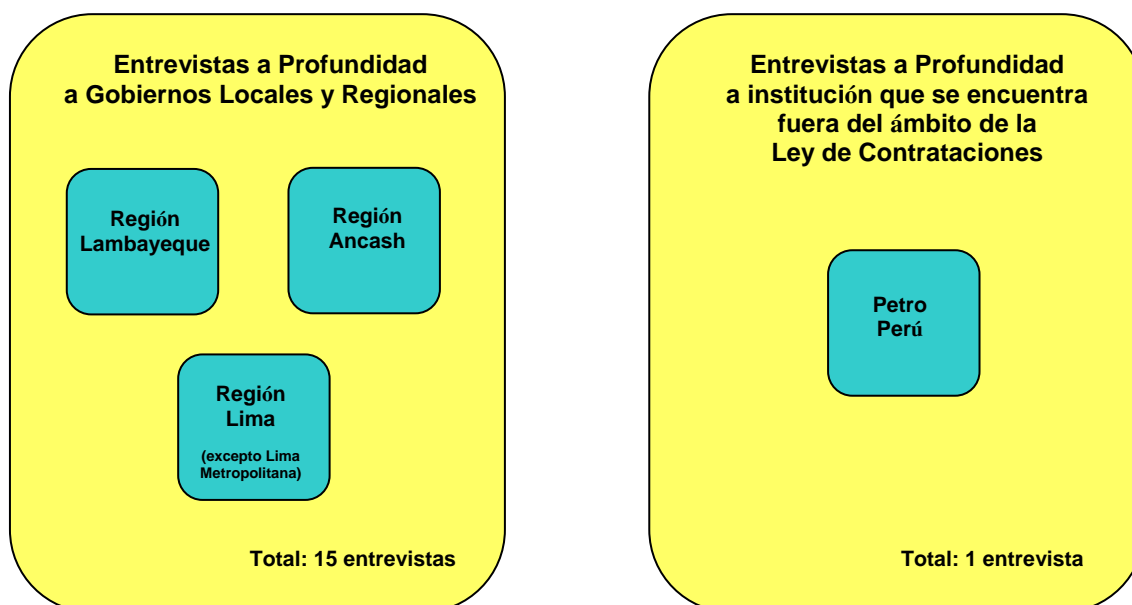 Entrevistas a Profundidad
a Gobiernos Locales y Regionales
Región
Lambayeque
Región
Ancash
Región
Lima
(excepto Lima
Metropolitana)
Total: 15 entrevistas
Entrevistas a Profundidad
a institución que se encuentra
fuera del ámbito de la
Ley de Contrataciones
Petro
Perú
Total: 1 entrevista